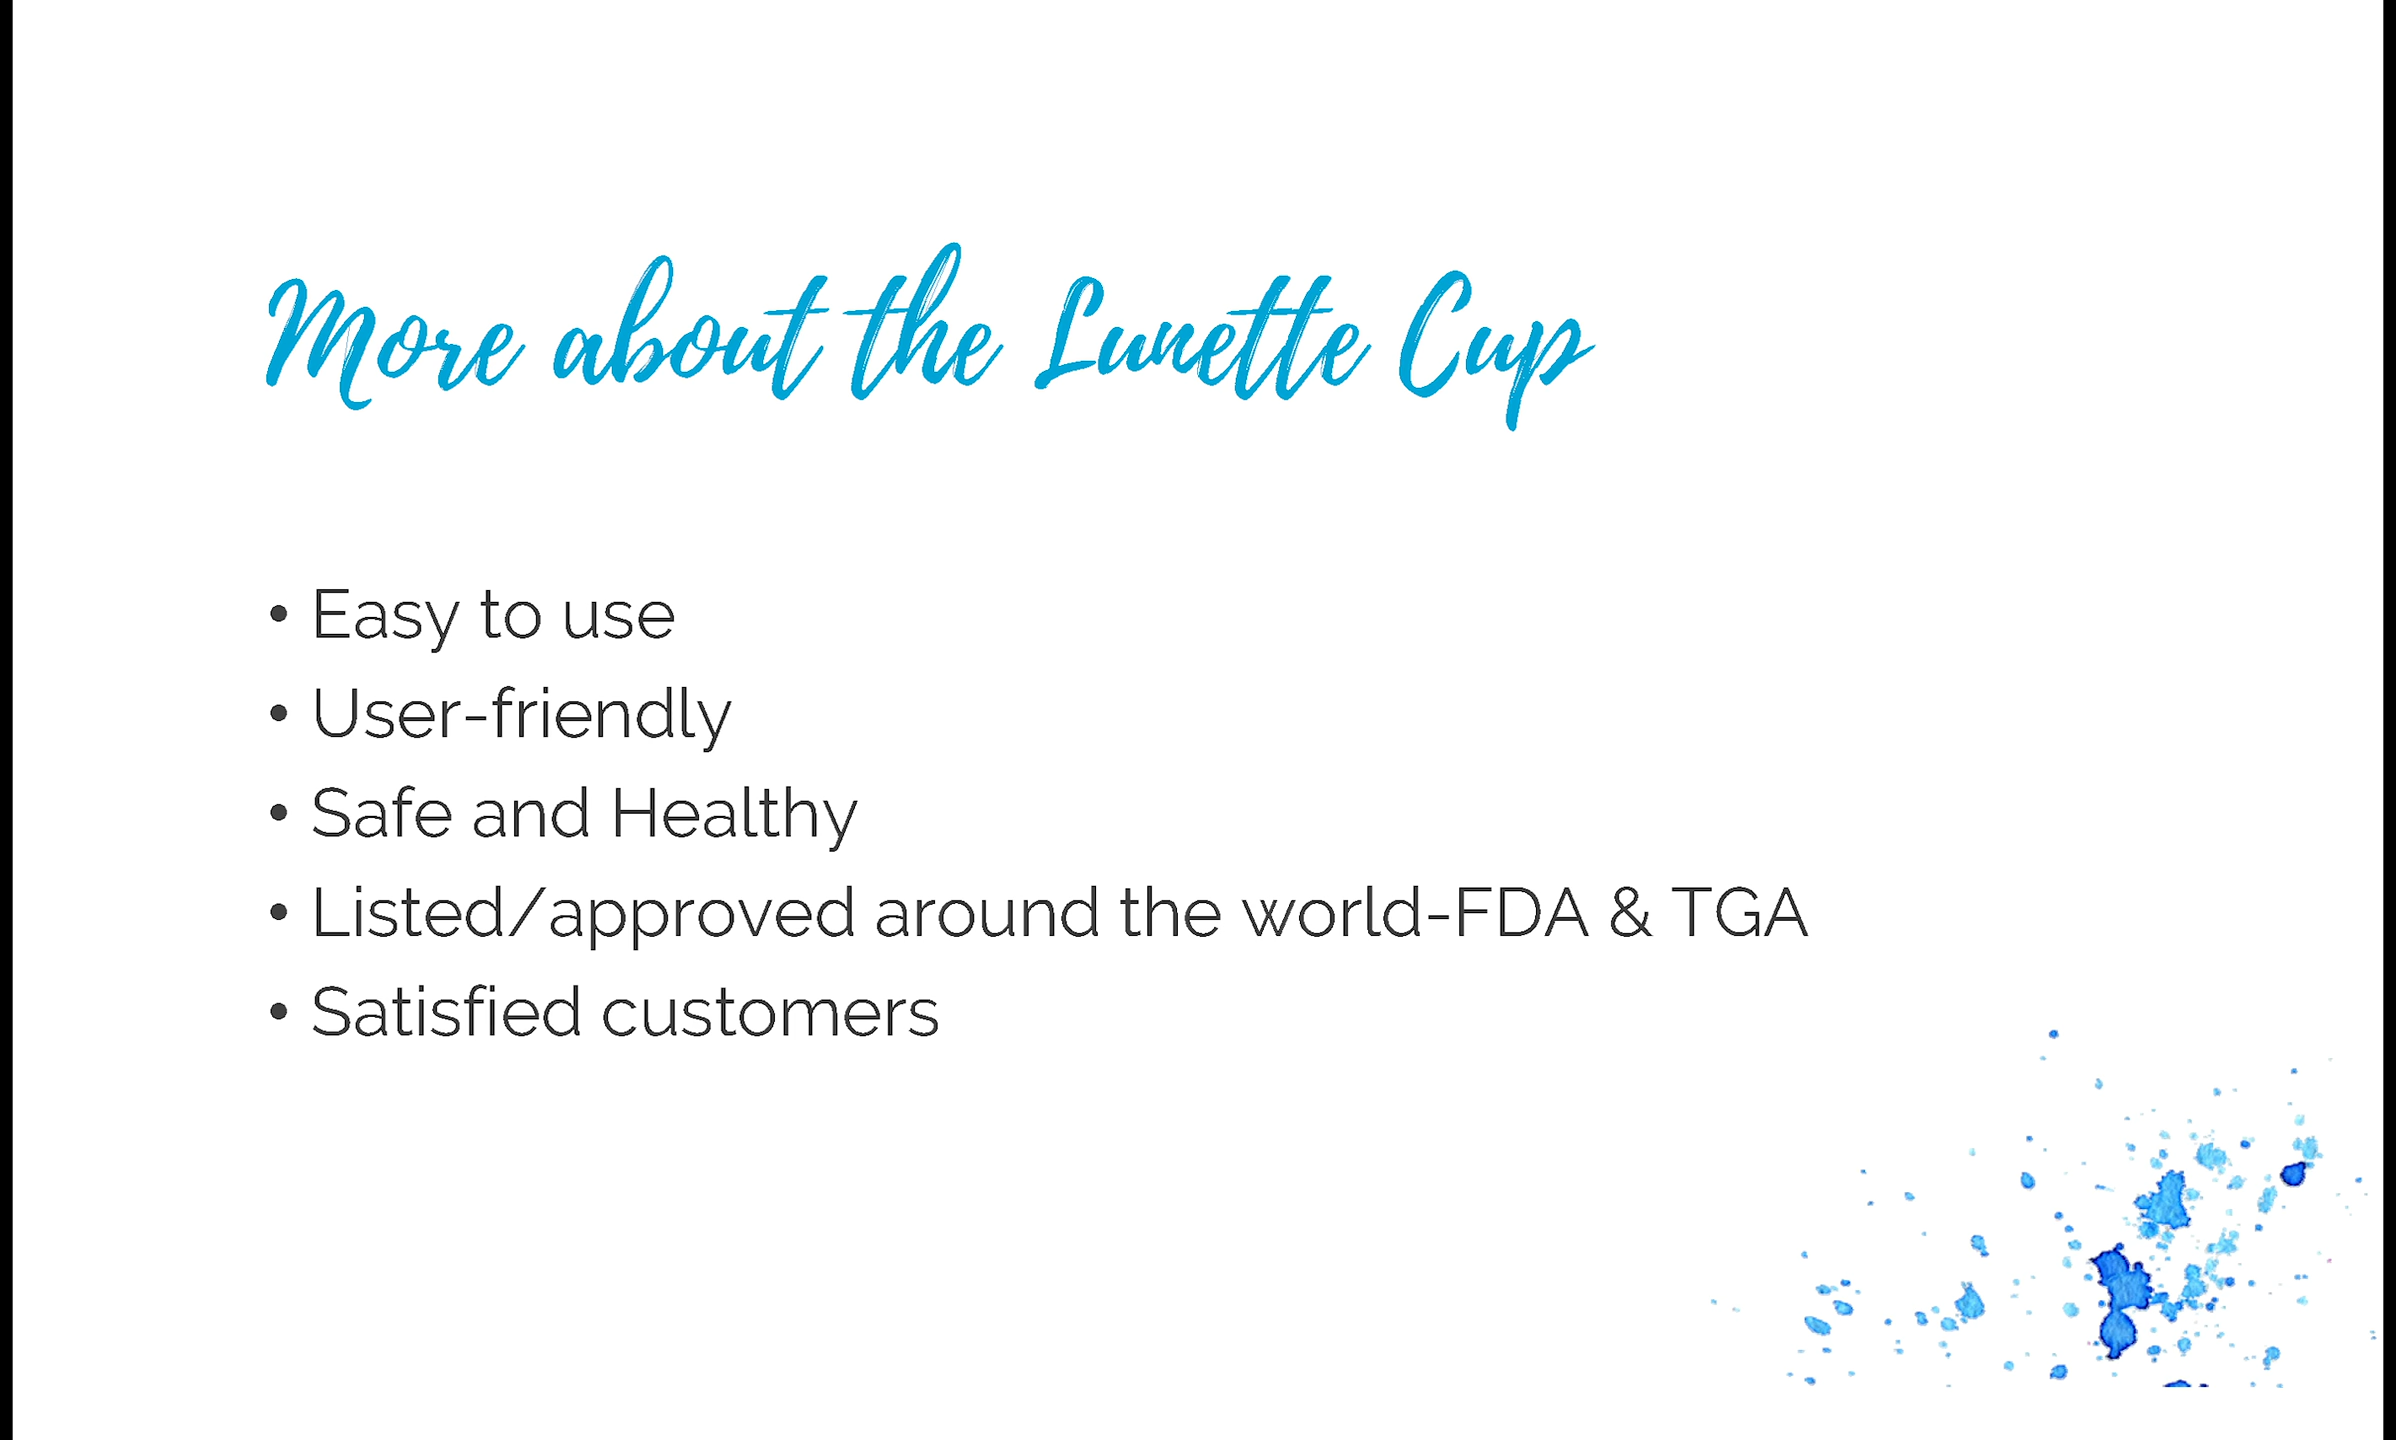 More about the Lunette Cup
• Easy to use
• User-friendly
• Safe and Healthy
• Listed/approved around the world-FDA & TGA
• Satisfied customers